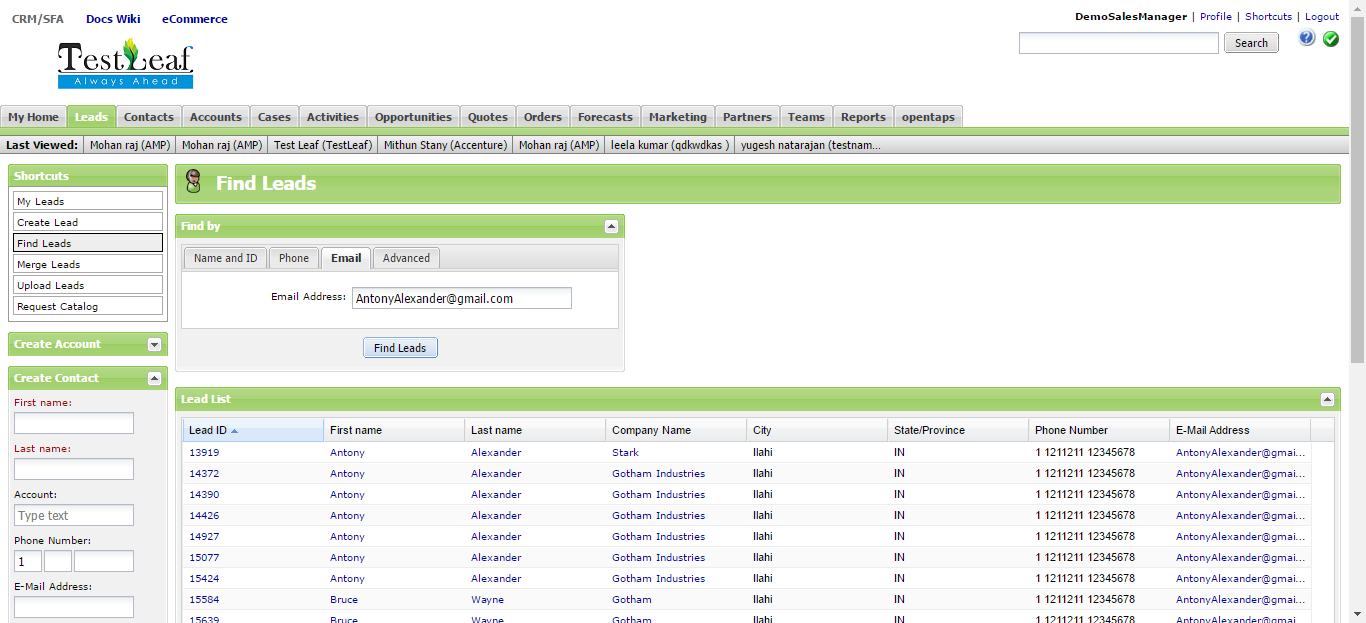 CRM/SFA Docs Wiki eCommerce
DemoSalesManager | Profile | Shortcuts | Logout
TestLeaf
Always Ahead
Search
My Home Leads Contacts Accounts Cases Activities Opportunities Quotes Orders Forecasts Marketing Partners Teams Reports opentaps
Last Viewed: Mohan raj (AMP) Mohan raj (AMP) Test Leaf (TestLeaf) Mithun Stany (Accenture) Mohan raj (AMP) leela kumar (qdkwdkas ) yugesh natarajan (testnam...
Shortcuts
My Leads
Create Lead
Find Leads
Merge Leads
Upload Leads
Request Catalog
Create Account
Create Contact
First name:
Last name:
Account:
Type text
Phone Number:
1
E-Mail Address:
Find Leads
Find by
Name and ID Phone Email Advanced
Email Address: AntonyAlexander@gmail.com
Find Leads
Lead List
Lead ID First name Last name Company Name City State/Province Phone Number E-Mail Address
13919 Antony Alexander Stark Ilahi IN 1 1211211 12345678 AntonyAlexander@gmai...
14372 Antony Alexander Gotham Industries Ilahi IN 1 1211211 12345678 AntonyAlexander@gmai...
14390 Antony Alexander Gotham Industries Ilahi IN 1 1211211 12345678 AntonyAlexander@gmai...
14426 Antony Alexander Gotham Industries Ilahi IN 1 1211211 12345678 AntonyAlexander@gmai...
14927 Antony Alexander Gotham Industries Ilahi IN 1 1211211 12345678 AntonyAlexander@gmai...
15077 Antony Alexander Gotham Industries Ilahi IN 1 1211211 12345678 AntonyAlexander@gmai...
15424 Antony Alexander Gotham Industries Ilahi IN 1 1211211 12345678 AntonyAlexander@gmai...
15584 Bruce Wayne Gotham Ilahi IN 1 1211211 12345678 AntonyAlexander@gmai...
15639 Bruce Wayne Gotham Ilahi IN 1 1211211 12345678 AntonyAlexander@gmai...